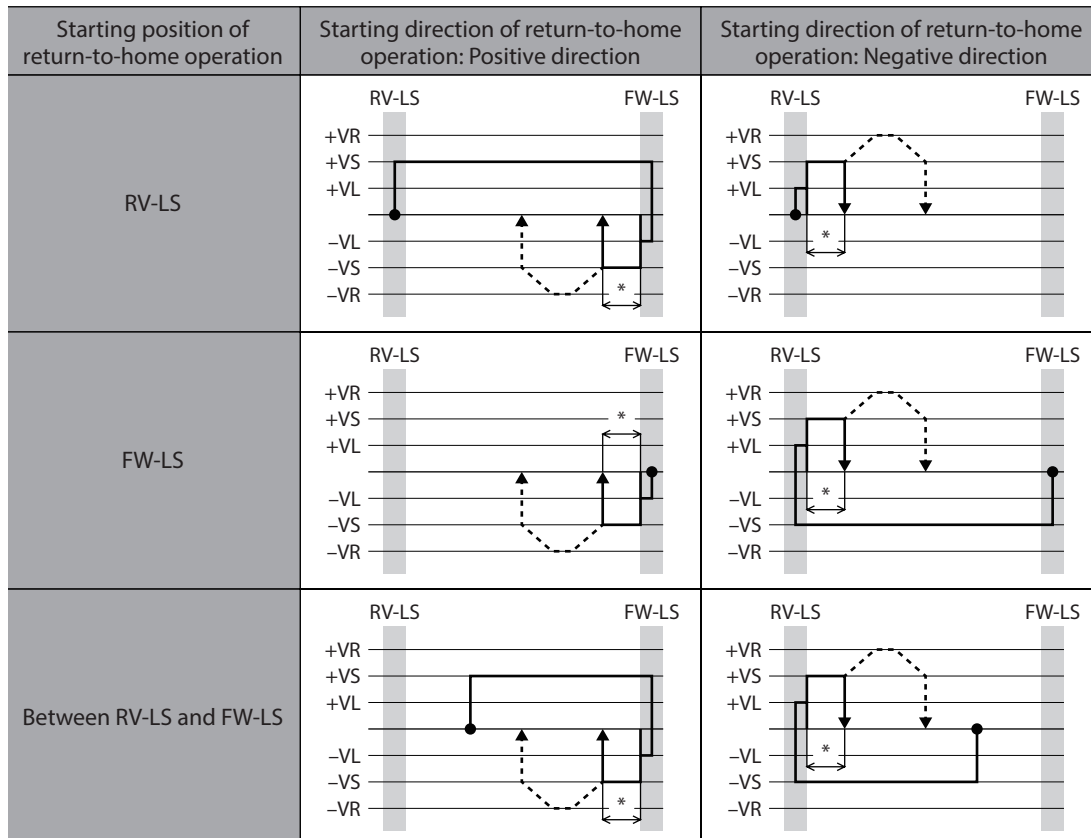 Starting position of
return-to-home operation
Starting direction of return-to-home
operation: Positive direction
Starting direction of return-to-home
operation: Negative direction
RV-LS
RV-LS FW-LS
+VR
+VS
+VL
–VL
–VS
–VR
*
RV-LS FW-LS
+VR
+VS
+VL
–VL
–VS
–VR
*
FW-LS
RV-LS FW-LS
+VR
+VS
+VL
–VL
–VS
–VR
*
RV-LS FW-LS
+VR
+VS
+VL
–VL
–VS
–VR
*
Between RV-LS and FW-LS
RV-LS FW-LS
+VR
+VS
+VL
–VL
–VS
–VR
*
RV-LS FW-LS
+VR
+VS
+VL
–VL
–VS
–VR
*